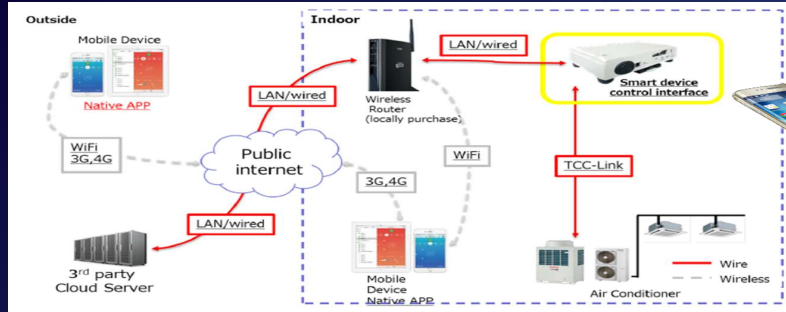 Outside
Indoor
Mobile Device
Native APP
LAN/wired
Smart device
control interface
LAN/wired
Wireless
Router
(locally purchase)
WiFi
3G,4G
Public
internet
WiFi
TCC-Link
3G,4G
LAN/wired
3rd party
Cloud Server
Mobile
Device
Native APP
Air Conditioner
Wire
Wireless